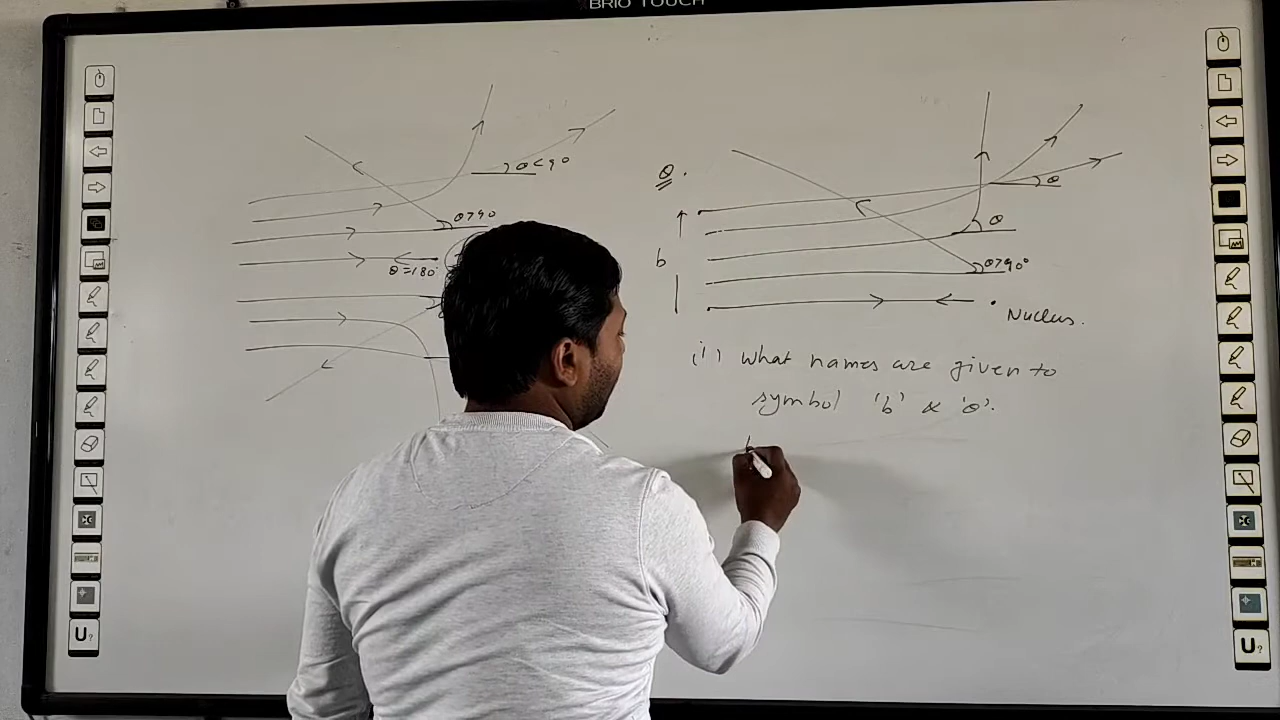 BRIO TOUCH
θ<90
θ>90
θ=180°
Q.
θ
θ
b
θ>90°
Nucleus.
(i) what names are given to
symbol 'b' & 'θ'.
b
U?
U?